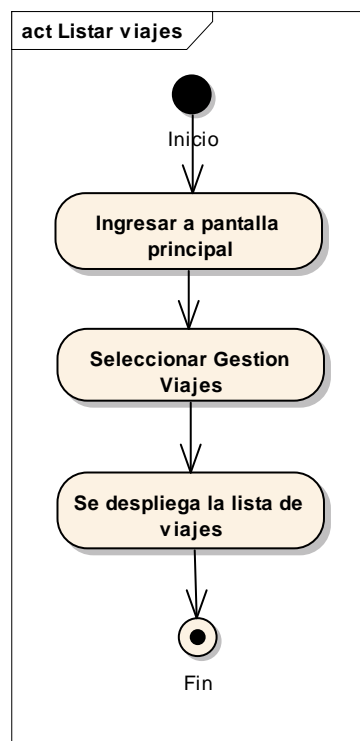 act Listar viajes
Inicio
Ingresar a pantalla
principal
Seleccionar Gestion
Viajes
Se despliega la lista de
viajes
Fin